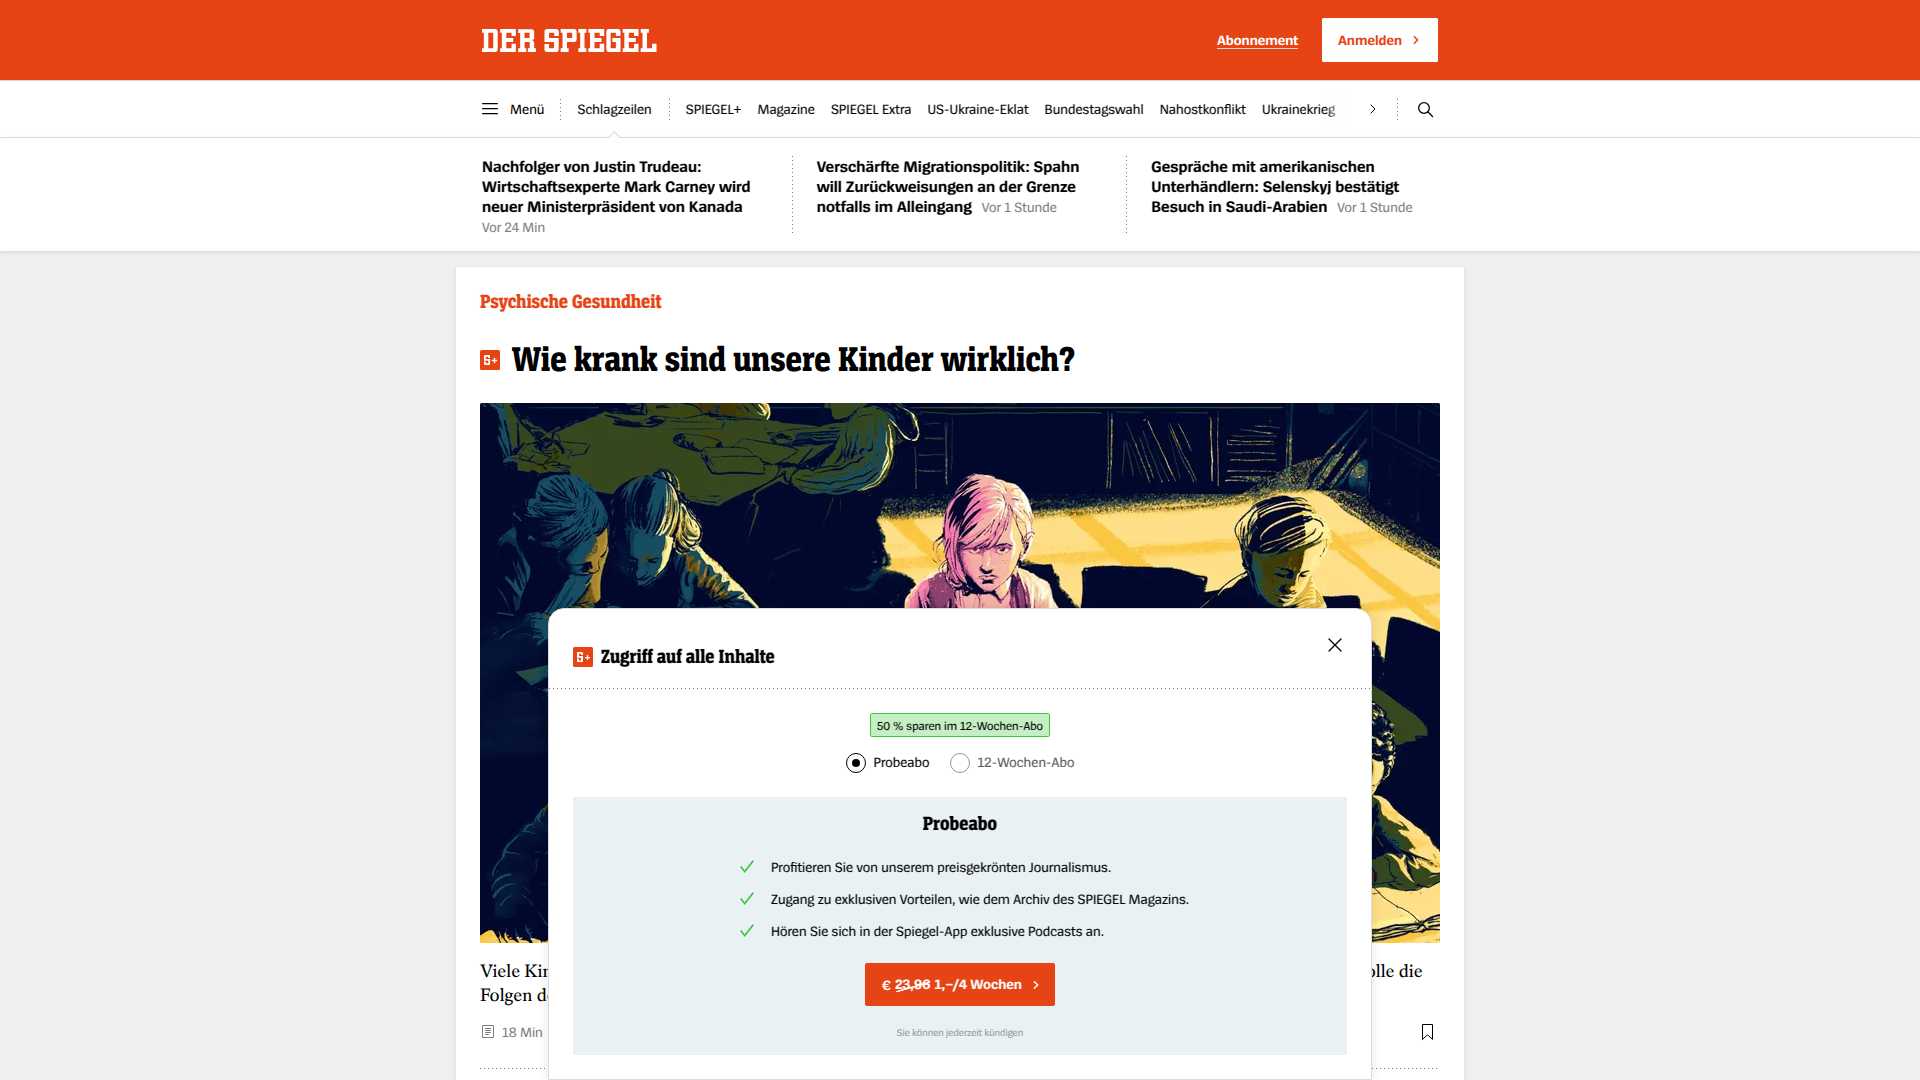 DER SPIEGEL
Abonnement
Anmelden
Menü
Schlagzeilen
SPIEGEL+
Magazine
SPIEGEL Extra
US-Ukraine-Eklat
Bundestagswahl
Nahostkonflikt
Ukrainekrieg
Nachfolger von Justin Trudeau:
Wirtschaftsexperte Mark Carney wird
neuer Ministerpräsident von Kanada
Vor 24 Min
Verschärfte Migrationspolitik: Spahn
will Zurückweisungen an der Grenze
notfalls im Alleingang Vor 1 Stunde
Gespräche mit amerikanischen
Unterhändlern: Selenskyj bestätigt
Besuch in Saudi-Arabien Vor 1 Stunde
Psychische Gesundheit
S+ Wie krank sind unsere Kinder wirklich?
S+ Zugriff auf alle Inhalte
50 % sparen im 12-Wochen-Abo
Probeabo
12-Wochen-Abo
Probeabo
Profitieren Sie von unserem preisgekrönten Journalismus.
Zugang zu exklusiven Vorteilen, wie dem Archiv des SPIEGEL Magazins.
Hören Sie sich in der Spiegel-App exklusive Podcasts an.
€ 23,96 1,–/4 Wochen
Sie können jederzeit kündigen
Viele
die
Folgen
18 Min